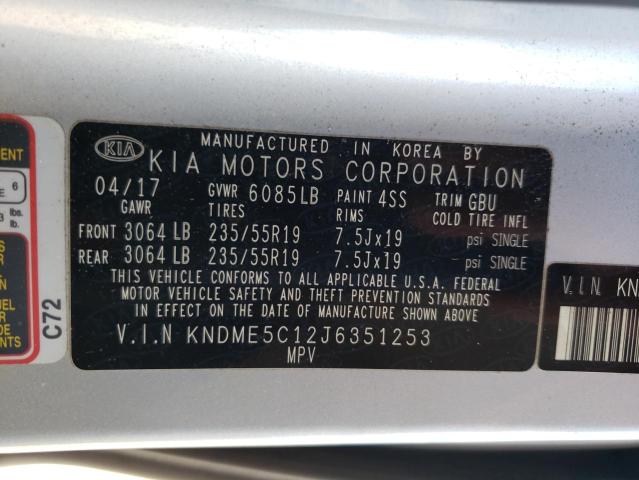 MANUFACTURED IN KOREA BY
KIA KIA MOTORS CORPORATION
04/17 GVWR 6085LB PAINT 4SS TRIM GBU
GAWR TIRES RIMS COLD TIRE INFL
FRONT 3064 LB 235/55R19 7.5Jx19 psi SINGLE
REAR 3064 LB 235/55R19 7.5Jx19 psi SINGLE
THIS VEHICLE CONFORMS TO ALL APPLICABLE U.S.A. FEDERAL
MOTOR VEHICLE SAFETY AND THEFT PREVENTION STANDARDS
IN EFFECT ON THE DATE OF MANUFACTURE SHOWN ABOVE.
V.I.N KNDME5C12J6351253
MPV
C72
6
lbs.
V.I.N. KN